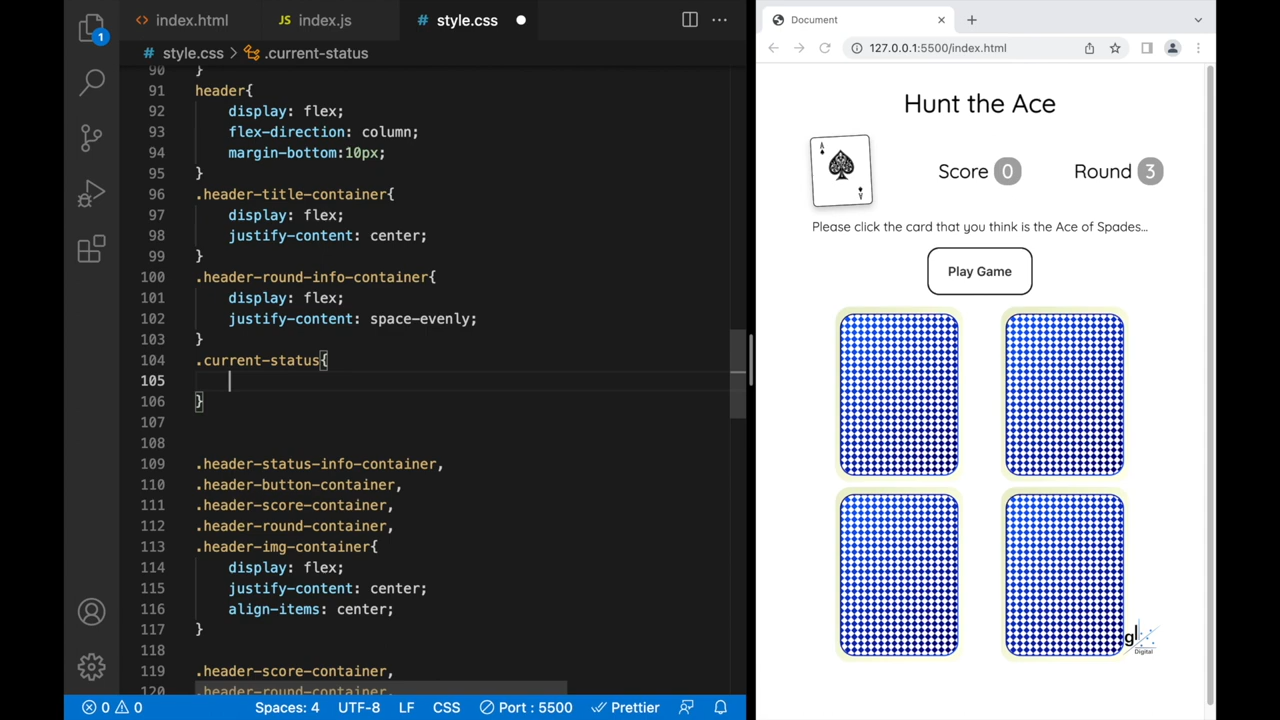 index.html
JS index.js
# style.css
# style.css > .current-status
1
90 }
91 header{
92 display: flex;
93 flex-direction: column;
94 margin-bottom:10px;
95 }
96 .header-title-container{
97 display: flex;
98 justify-content: center;
99 }
100 .header-round-info-container{
101 display: flex;
102 justify-content: space-evenly;
103 }
104 .current-status{
105
106 }
107
108
109 .header-status-info-container,
110 .header-button-container,
111 .header-score-container,
112 .header-round-container,
113 .header-img-container{
114 display: flex;
115 justify-content: center;
116 align-items: center;
117 }
118
119 .header-score-container,
120 .header-round-container,
0 0 Spaces: 4 UTF-8 LF CSS Port : 5500 Prettier
Document
127.0.0.1:5500/index.html
Hunt the Ace
A
A
Score 0
Round 3
Please click the card that you think is the Ace of Spades...
Play Game
gl
Digital